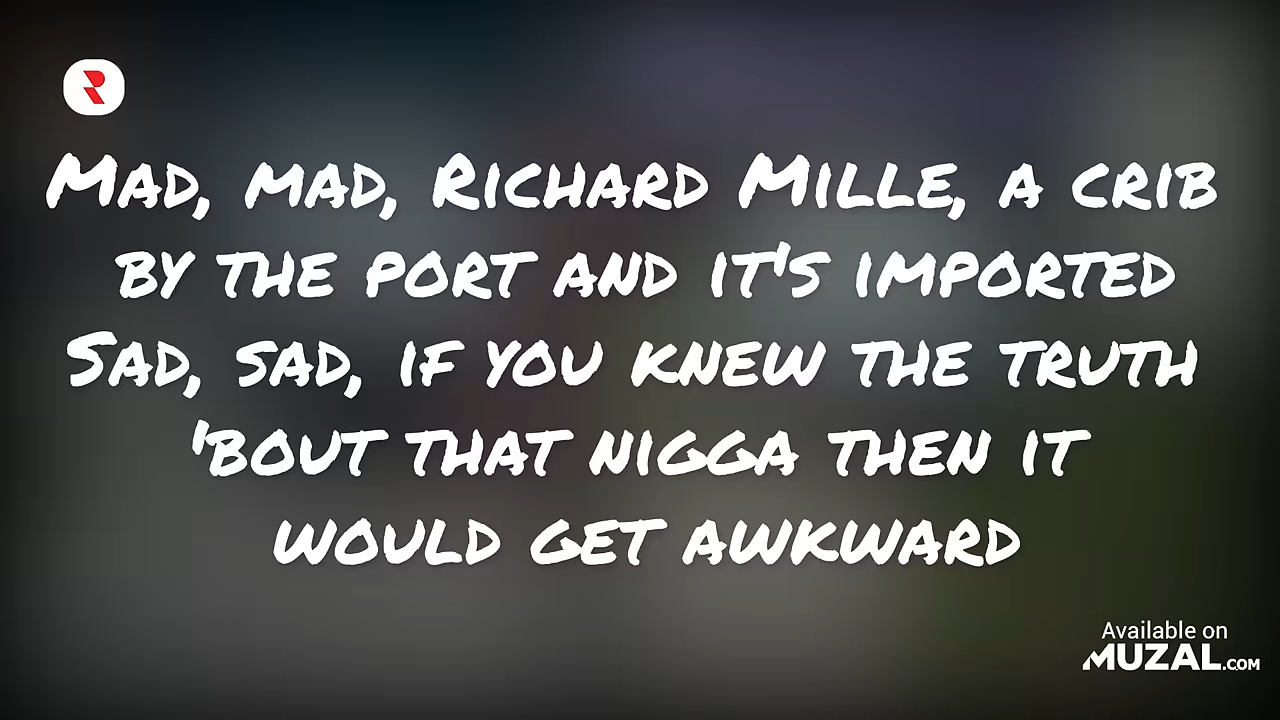 Mad, mad, Richard Mille, a crib
by the port and it's imported
Sad, sad, if you knew the truth
'bout that nigga then it
would get awkward
Available on
MUZAL.COM